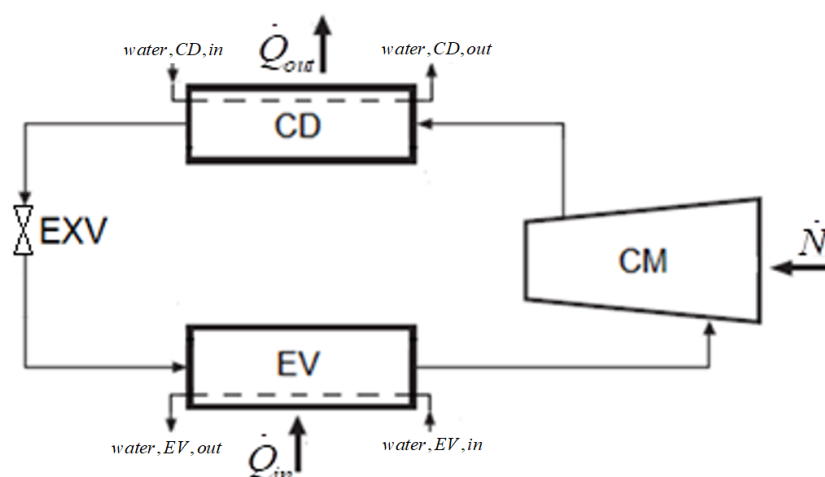 water,CD,in
Q̇out
water,CD,out
CD
EXV
CM
Ṅ
EV
water,EV,out
Q̇in
water,EV,in